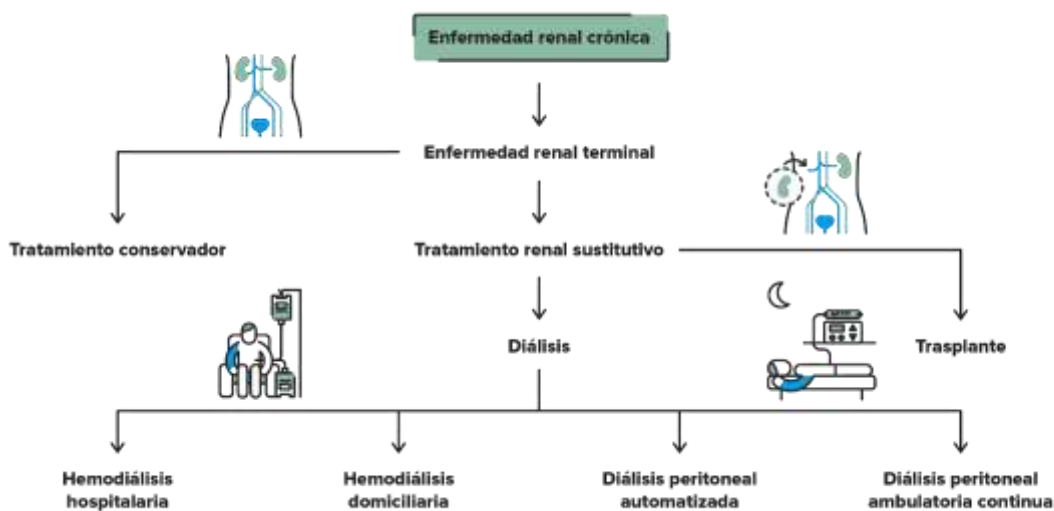 Enfermedad renal crónica
Enfermedad renal terminal
Tratamiento conservador
Tratamiento renal sustitutivo
Diálisis
Trasplante
Hemodiálisis
hospitalaria
Hemodiálisis
domiciliaria
Diálisis peritoneal
automatizada
Diálisis peritoneal
ambulatoria continua